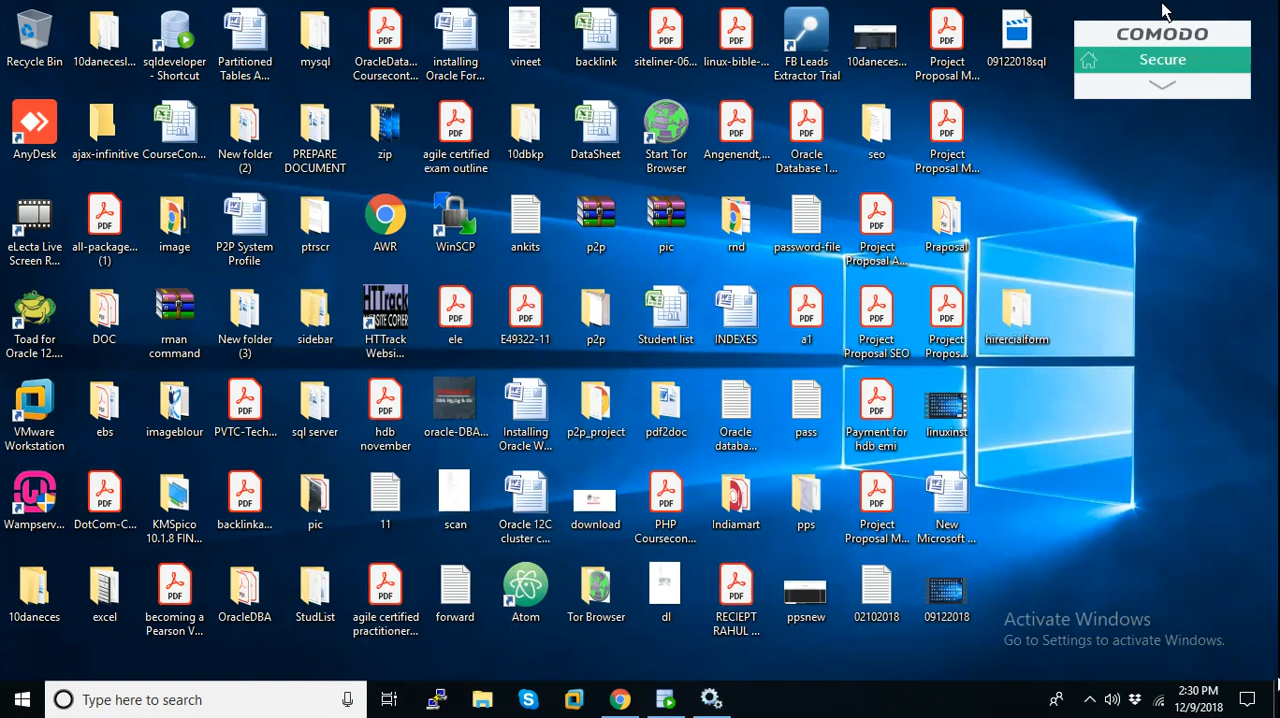 Recycle Bin
10danecesl...
sqldeveloper
- Shortcut
Partitioned
Tables A...
mysql
OracleData...
Coursecont...
installing
Oracle For...
vineet
backlink
siteliner-06...
linux-bible-...
FB Leads
Extractor Trial
10daneces...
Project
Proposal M...
09122018sql
COMODO
Secure
AnyDesk
ajax-infinitive
CourseCon...
New folder
(2)
PREPARE
DOCUMENT
zip
agile certified
exam outline
10dbkp
DataSheet
Start Tor
Browser
Angenendt,...
Oracle
Database 1...
seo
Project
Proposal M...
eLecta Live
Screen R...
all-package...
(1)
image
P2P System
Profile
ptrscr
AWR
WinSCP
ankits
p2p
pic
rnd
password-file
Project
Proposal A...
Praposal
Toad for
Oracle 12....
DOC
rman
command
New folder
(3)
sidebar
HTTrack
WEBSITE COPIER
HTTrack
Websi...
ele
E49322-11
p2p
Student list
INDEXES
a1
Project
Proposal SEO
Project
Propos...
hirercialform
VMware
Workstation
ebs
imageblour
PVTC-Tech...
sql server
hdb
november
oracle-DBA...
Installing
Oracle W...
p2p_project
pdf2doc
Oracle
databa...
pass
Payment for
hdb emi
linuxinst
Wampserv...
DotCom-C...
KMSpico
10.1.8 FIN...
backlinka...
pic
11
scan
Oracle 12C
cluster c...
download
PHP
Coursecon...
Indiamart
pps
Project
Proposal M...
New
Microsoft ...
10daneces
excel
becoming a
Pearson V...
OracleDBA
StudList
agile certified
practitioner...
forward
Atom
Tor Browser
dl
RECIEPT
RAHUL ...
ppsnew
02102018
09122018
Activate Windows
Go to Settings to activate Windows.
Type here to search
2:30 PM
12/9/2018